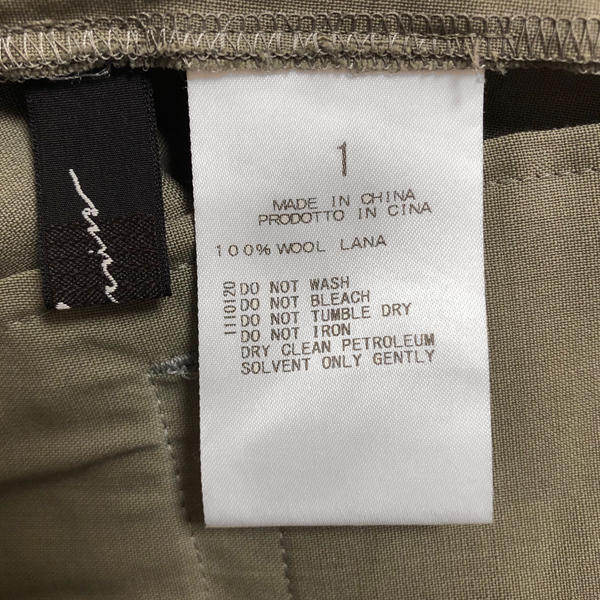 1
MADE IN CHINA
PRODOTTO IN CINA
100% WOOL LANA
1110120
DO NOT WASH
DO NOT BLEACH
DO NOT TUMBLE DRY
DO NOT IRON
DRY CLEAN PETROLEUM
SOLVENT ONLY GENTLY